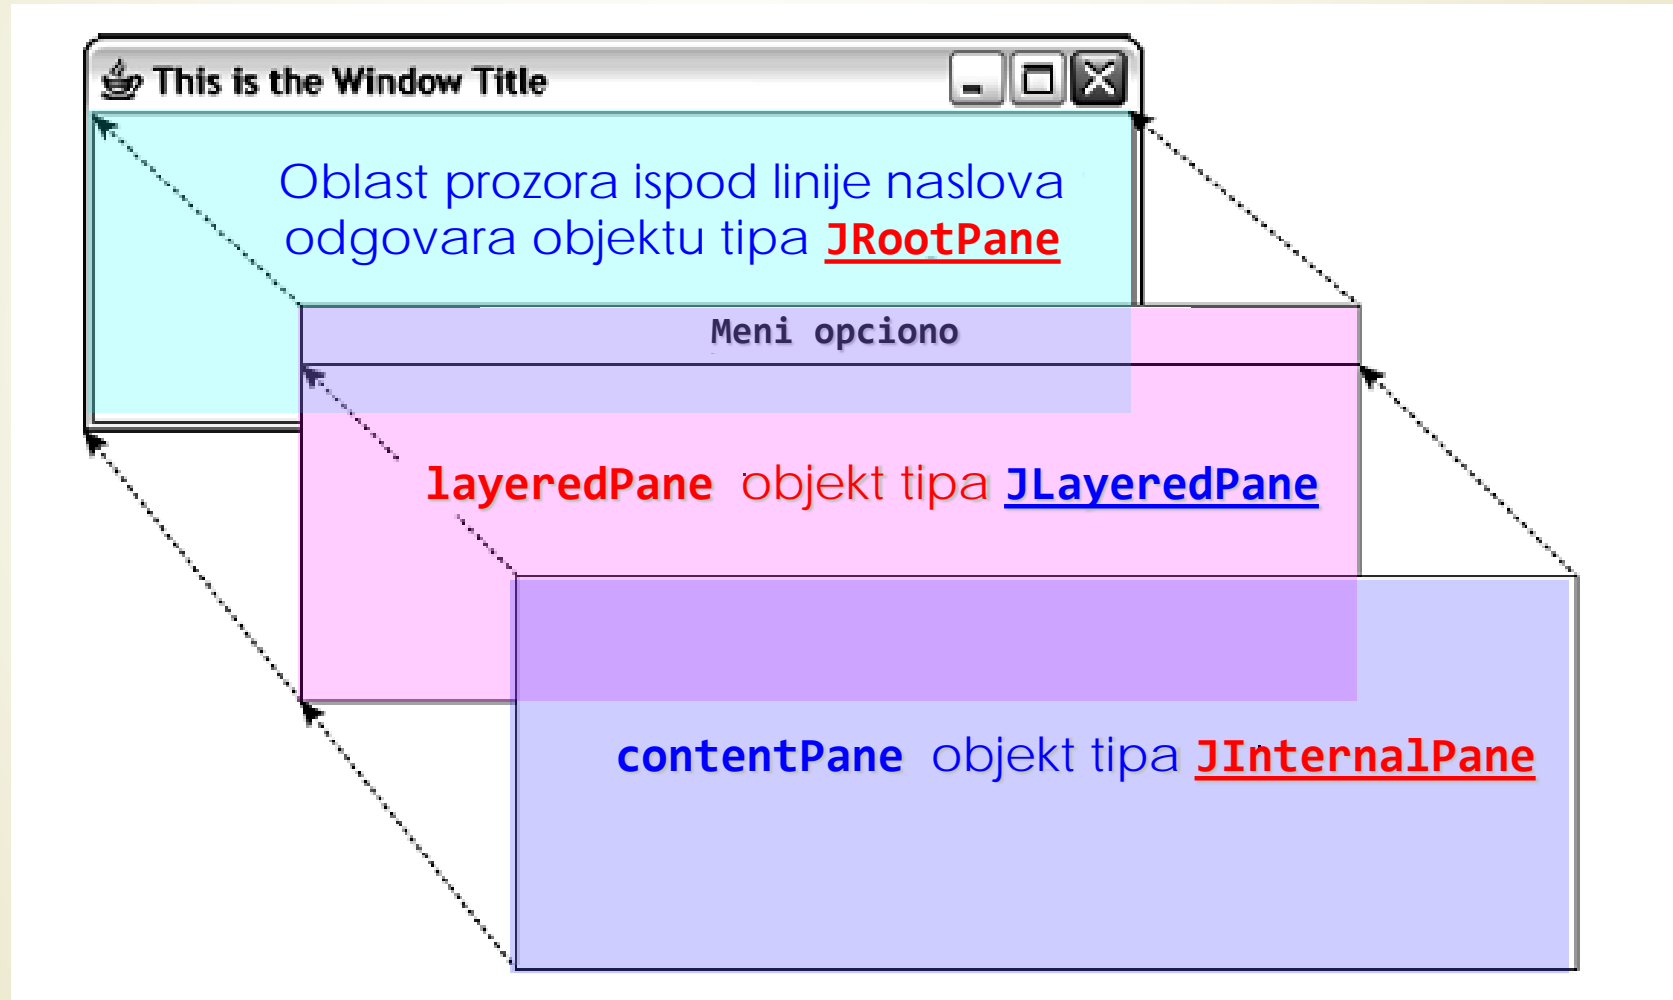 This is the Window Title
Oblast prozora ispod linije naslova
odgovara objektu tipa JRootPane
Meni opciono
layeredPane objekt tipa JLayeredPane
contentPane objekt tipa JInternalPane